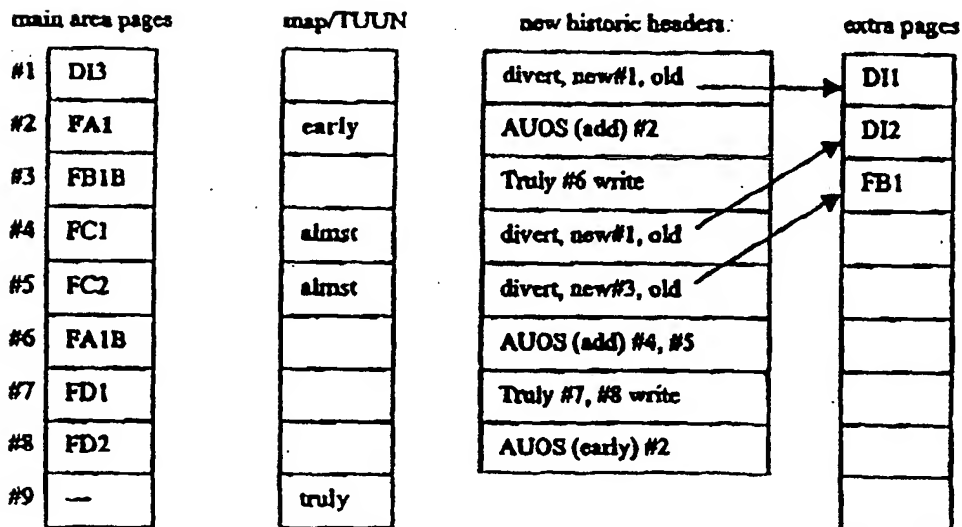 main area pages map/TUUN new historic headers: extra pages
#1 DI3 divert, new#1, old DI1
#2 FA1 early AUOS (add) #2 DI2
#3 FB1B Truly #6 write FB1
#4 FC1 almst divert, new#1, old
#5 FC2 almst divert, new#3, old
#6 FA1B AUOS (add) #4, #5
#7 FD1 Truly #7, #8 write
#8 FD2 AUOS (early) #2
#9 — truly